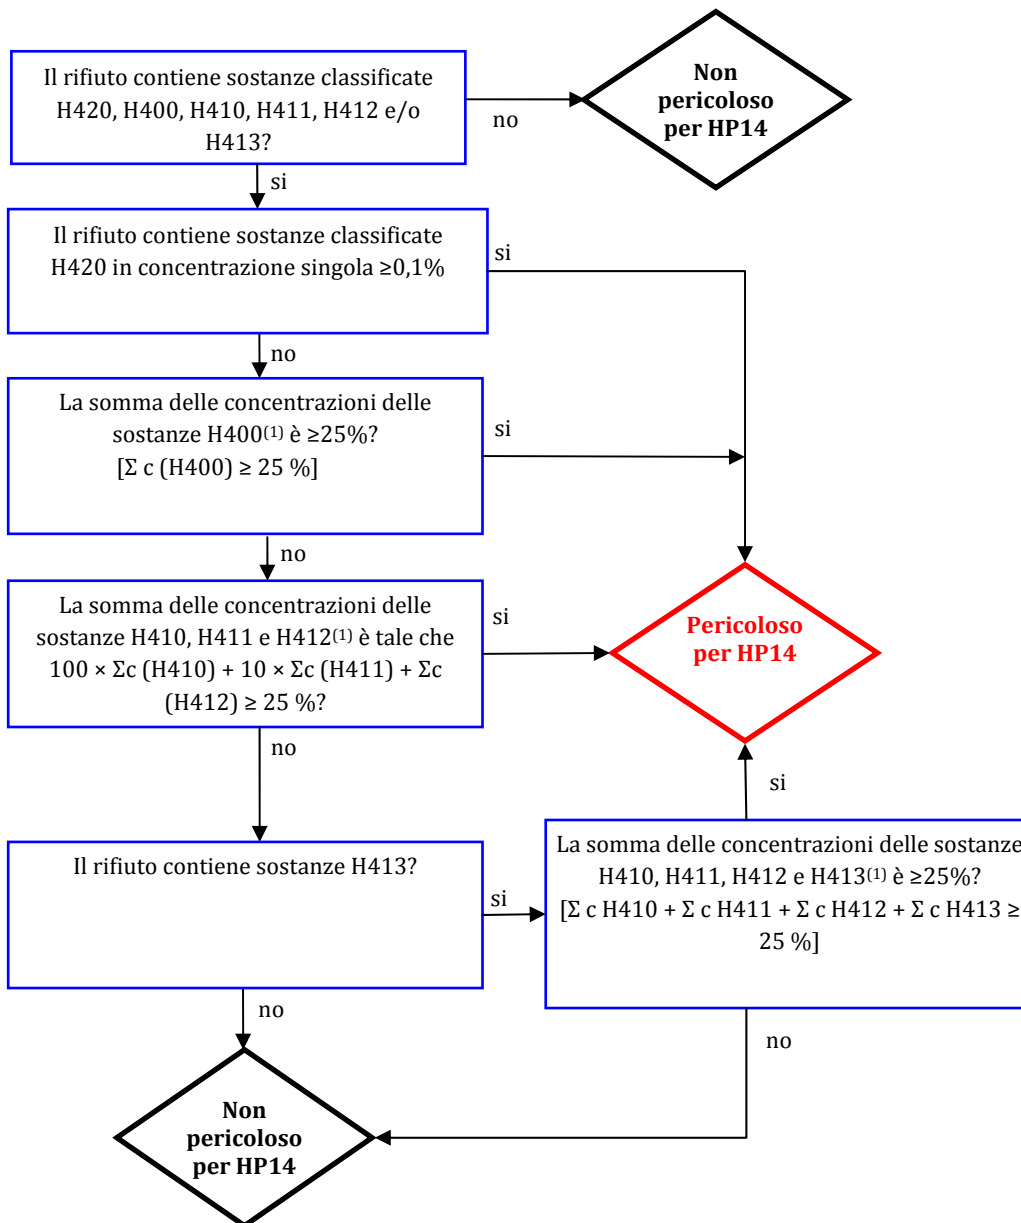 Il rifiuto contiene sostanze classificate
H420, H400, H410, H411, H412 e/o
H413?
no
Non
pericoloso
per HP14
si
Il rifiuto contiene sostanze classificate
H420 in concentrazione singola ≥0,1%
si
no
La somma delle concentrazioni delle
sostanze H400(1) è ≥25%?
[Σ c (H400) ≥ 25 %]
si
no
La somma delle concentrazioni delle
sostanze H410, H411 e H412(1) è tale che
100 × Σc (H410) + 10 × Σc (H411) + Σc
(H412) ≥ 25 %?
si
Pericoloso
per HP14
no
si
Il rifiuto contiene sostanze H413?
si
La somma delle concentrazioni delle sostanze
H410, H411, H412 e H413(1) è ≥25%?
[Σ c H410 + Σ c H411 + Σ c H412 + Σ c H413 ≥
25 %]
no
no
Non
pericoloso
per HP14